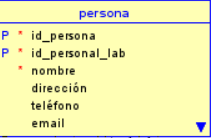 persona
P * id_persona
P * id_personal_lab
* nombre
dirección
teléfono
email